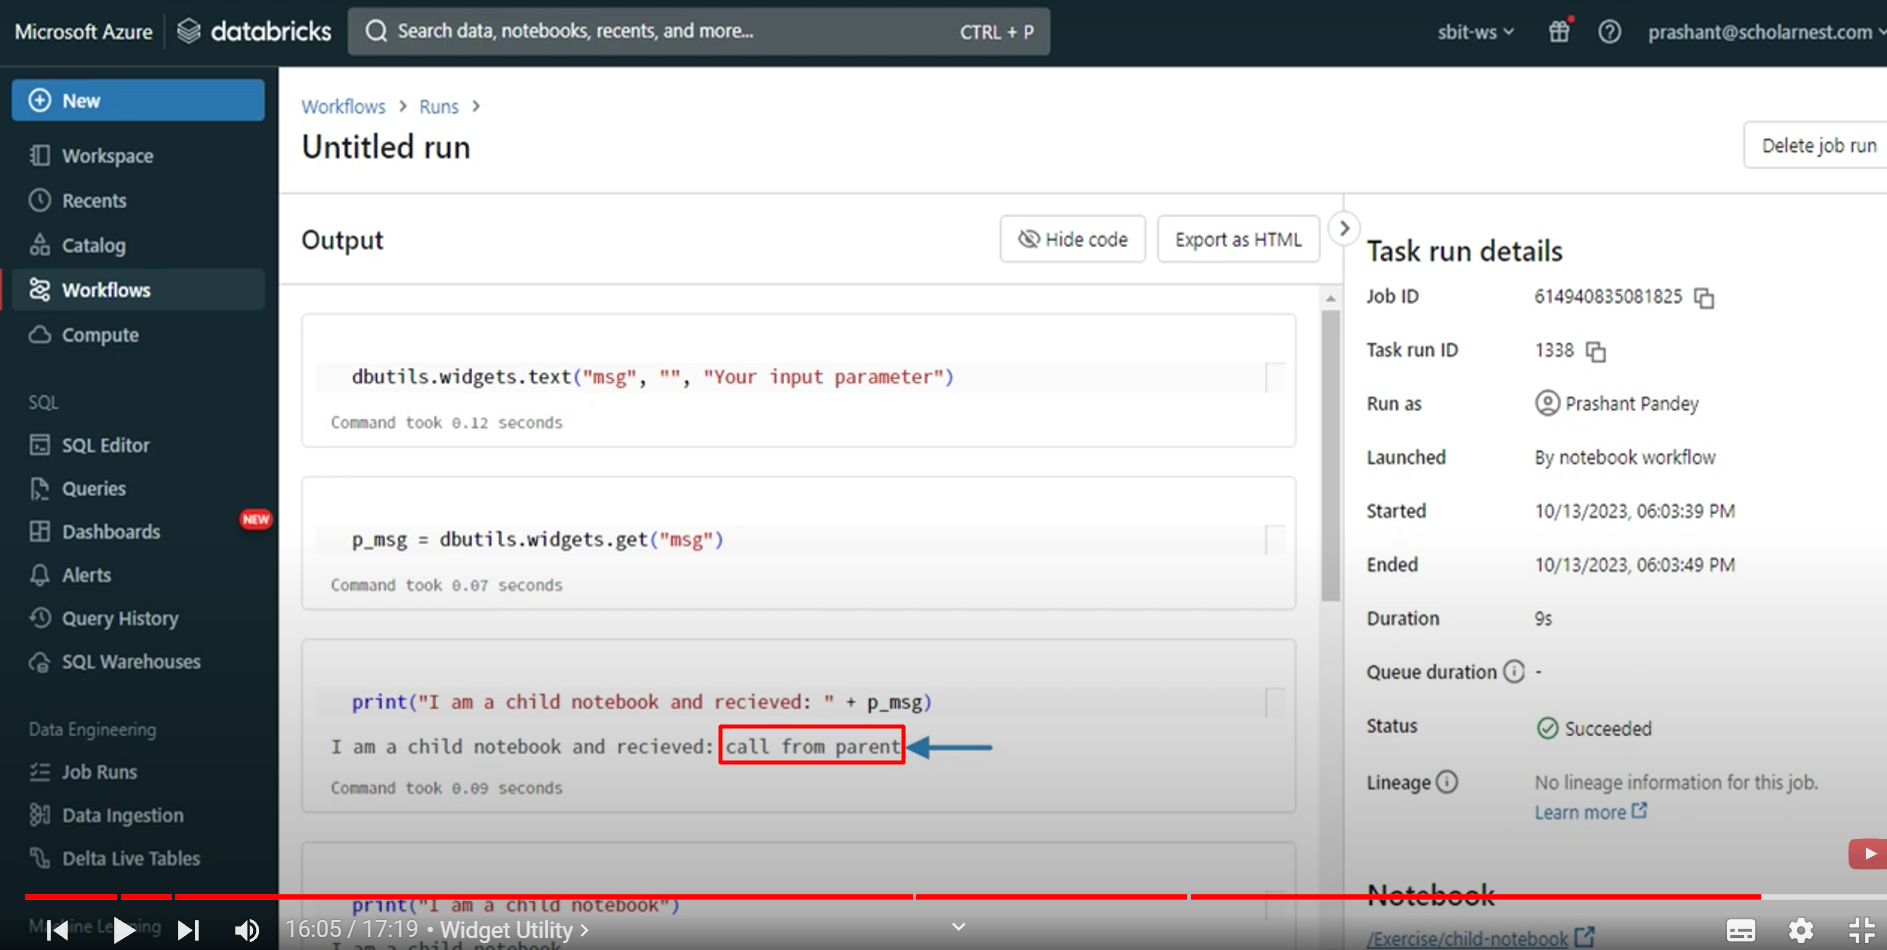 Microsoft Azure databricks Search data, notebooks, recents, and more... CTRL + P sbit-ws prashant@scholarnest.com
New
Workspace
Recents
Catalog
Workflows
Compute
SQL
SQL Editor
Queries
Dashboards NEW
Alerts
Query History
SQL Warehouses
Data Engineering
Job Runs
Data Ingestion
Delta Live Tables
Machine Learning
Workflows > Runs >
Untitled run
Delete job run
Output
Hide code
Export as HTML
dbutils.widgets.text("msg", "", "Your input parameter")
Command took 0.12 seconds
p_msg = dbutils.widgets.get("msg")
Command took 0.07 seconds
print("I am a child notebook and recieved: " + p_msg)
I am a child notebook and recieved: call from parent
Command took 0.09 seconds
print("I am a child notebook")
I am a child notebook
Task run details
Job ID 614940835081825
Task run ID 1338
Run as Prashant Pandey
Launched By notebook workflow
Started 10/13/2023, 06:03:39 PM
Ended 10/13/2023, 06:03:49 PM
Duration 9s
Queue duration -
Status Succeeded
Lineage No lineage information for this job.
Learn more
Notebook
/Exercise/child-notebook
16:05 / 17:19 • Widget Utility >